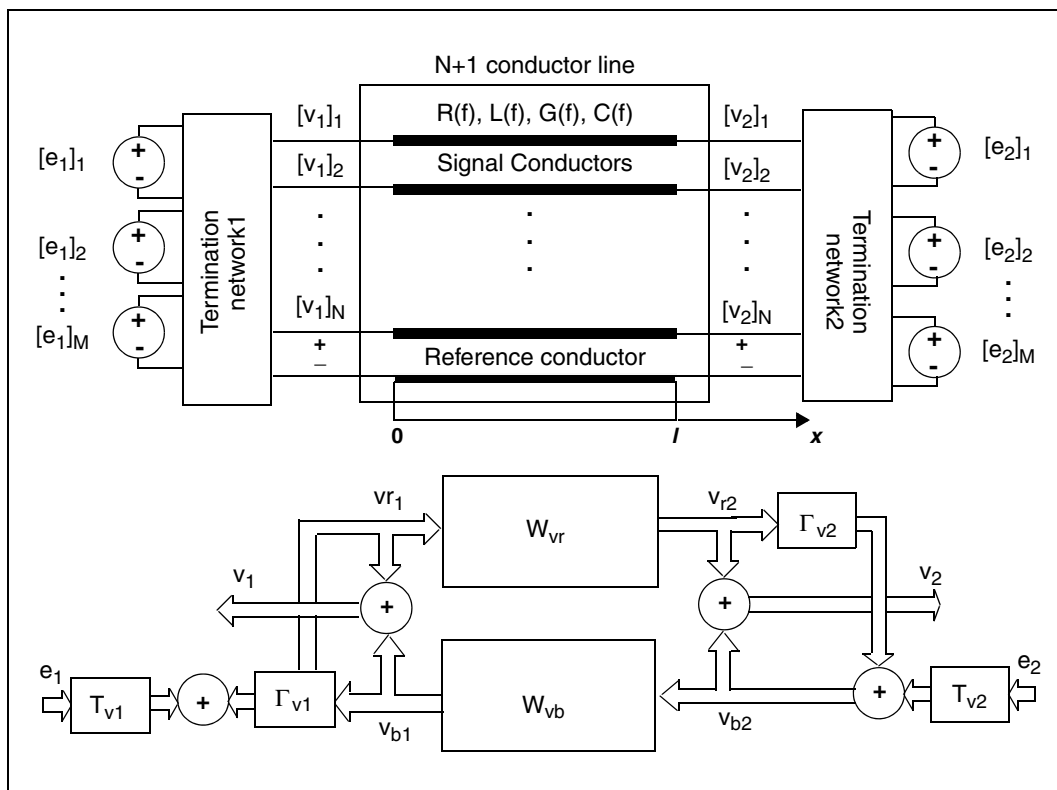 N+1 conductor line
R(f), L(f), G(f), C(f)
Signal Conductors
Reference conductor
[v1]1
[v1]2
[v1]N
+
–
[v2]1
[v2]2
[v2]N
+
–
[e1]1
+
-
[e1]2
+
-
[e1]M
+
-
Termination
network1
Termination
network2
[e2]1
+
-
[e2]2
+
-
[e2]M
+
-
0
l
x
vr1
Wvr
vr2
Γv2
v1
+
+
v2
e1
Tv1
+
Γv1
vb1
Wvb
vb2
+
Tv2
e2